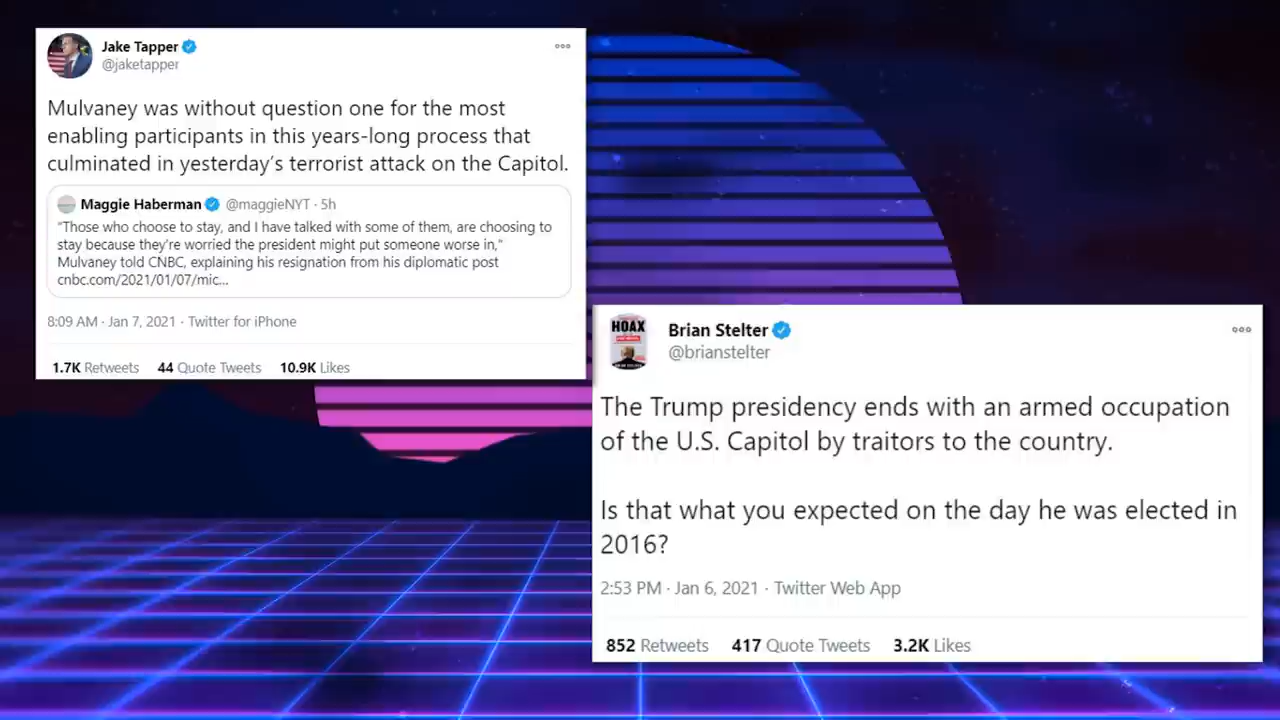 Jake Tapper
@jaketapper
Mulvaney was without question one for the most
enabling participants in this years-long process that
culminated in yesterday's terrorist attack on the Capitol.
Maggie Haberman @maggieNYT · 5h
“Those who choose to stay, and I have talked with some of them, are choosing to
stay because they’re worried the president might put someone worse in,”
Mulvaney told CNBC, explaining his resignation from his diplomatic post
cnbc.com/2021/01/07/mic...
8:09 AM · Jan 7, 2021 · Twitter for iPhone
1.7K Retweets 44 Quote Tweets 10.9K Likes
HOAX
Brian Stelter
@brianstelter
The Trump presidency ends with an armed occupation
of the U.S. Capitol by traitors to the country.
Is that what you expected on the day he was elected in
2016?
2:53 PM · Jan 6, 2021 · Twitter Web App
852 Retweets 417 Quote Tweets 3.2K Likes